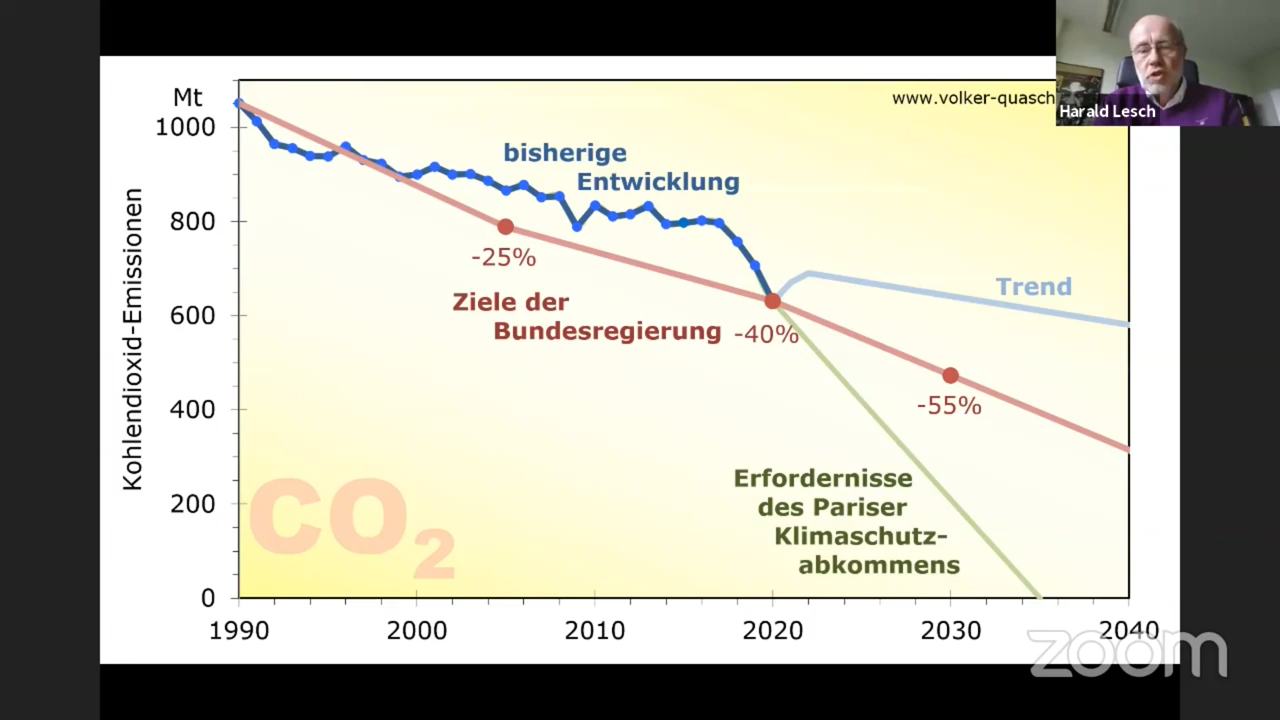 Mt
www.volker-quasch
Harald Lesch
1000
800
600
400
200
0
Kohlendioxid-Emissionen
bisherige
Entwicklung
-25%
Ziele der
Bundesregierung
-40%
Trend
-55%
Erfordernisse
des Pariser
Klimaschutz-
abkommens
CO2
1990 2000 2010 2020 2030 2040
zoom